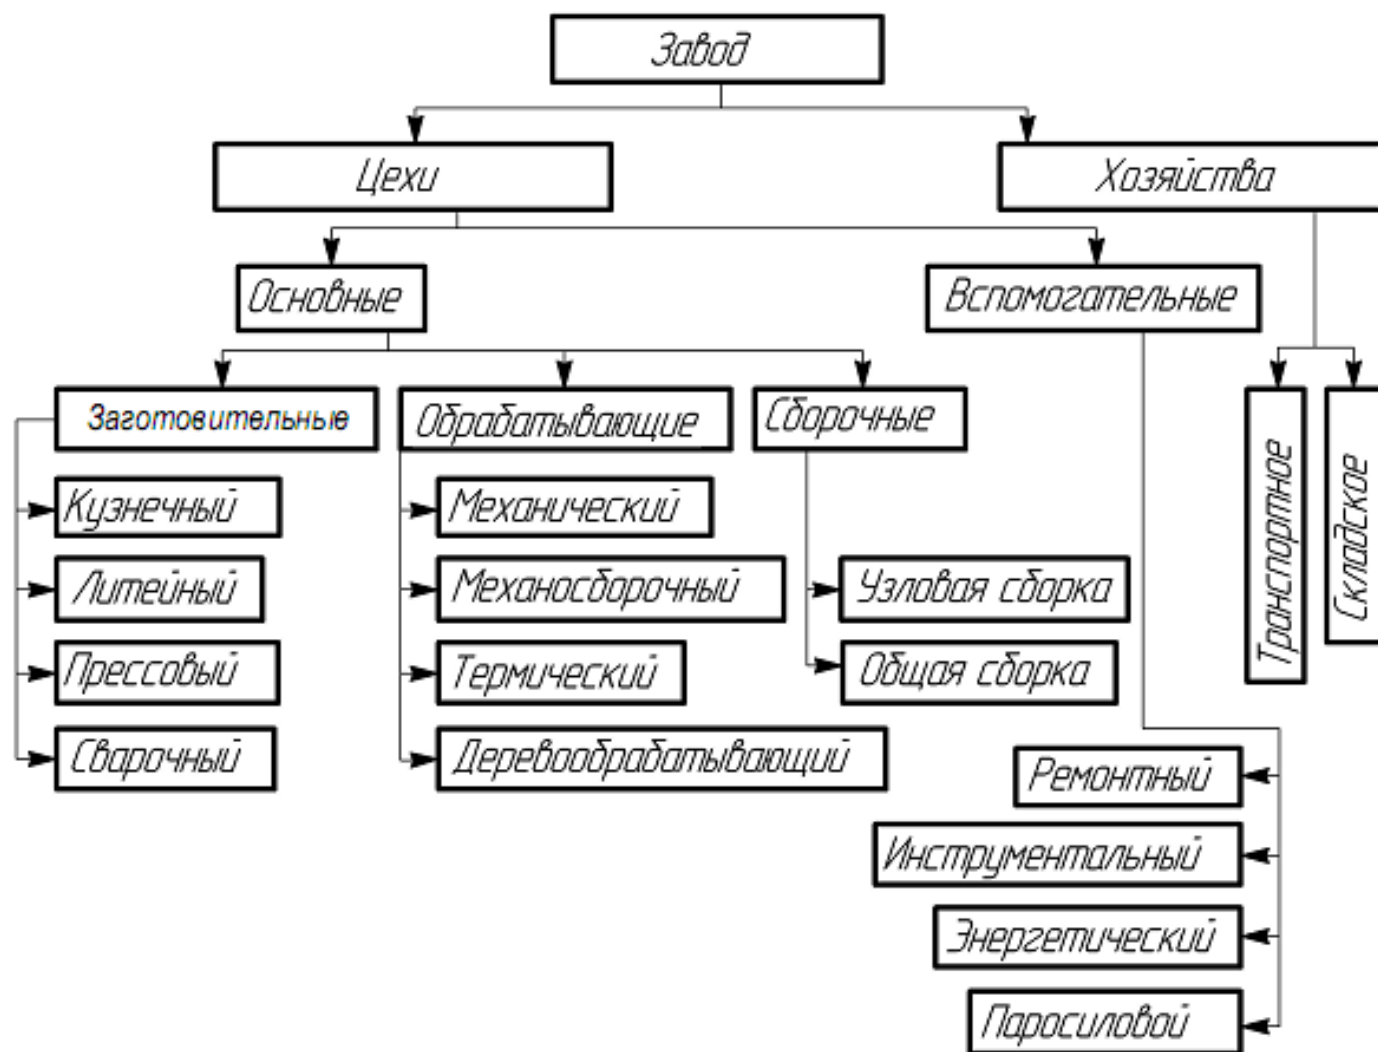 Завод
Цехи
Хозяйства
Основные
Вспомогательные
Заготовительные
Обрабатывающие
Сборочные
Транспортное
Складское
Кузнечный
Механический
Литейный
Механосборочный
Узловая сборка
Прессовый
Термический
Общая сборка
Сварочный
Деревообрабатывающий
Ремонтный
Инструментальный
Энергетический
Паросиловой